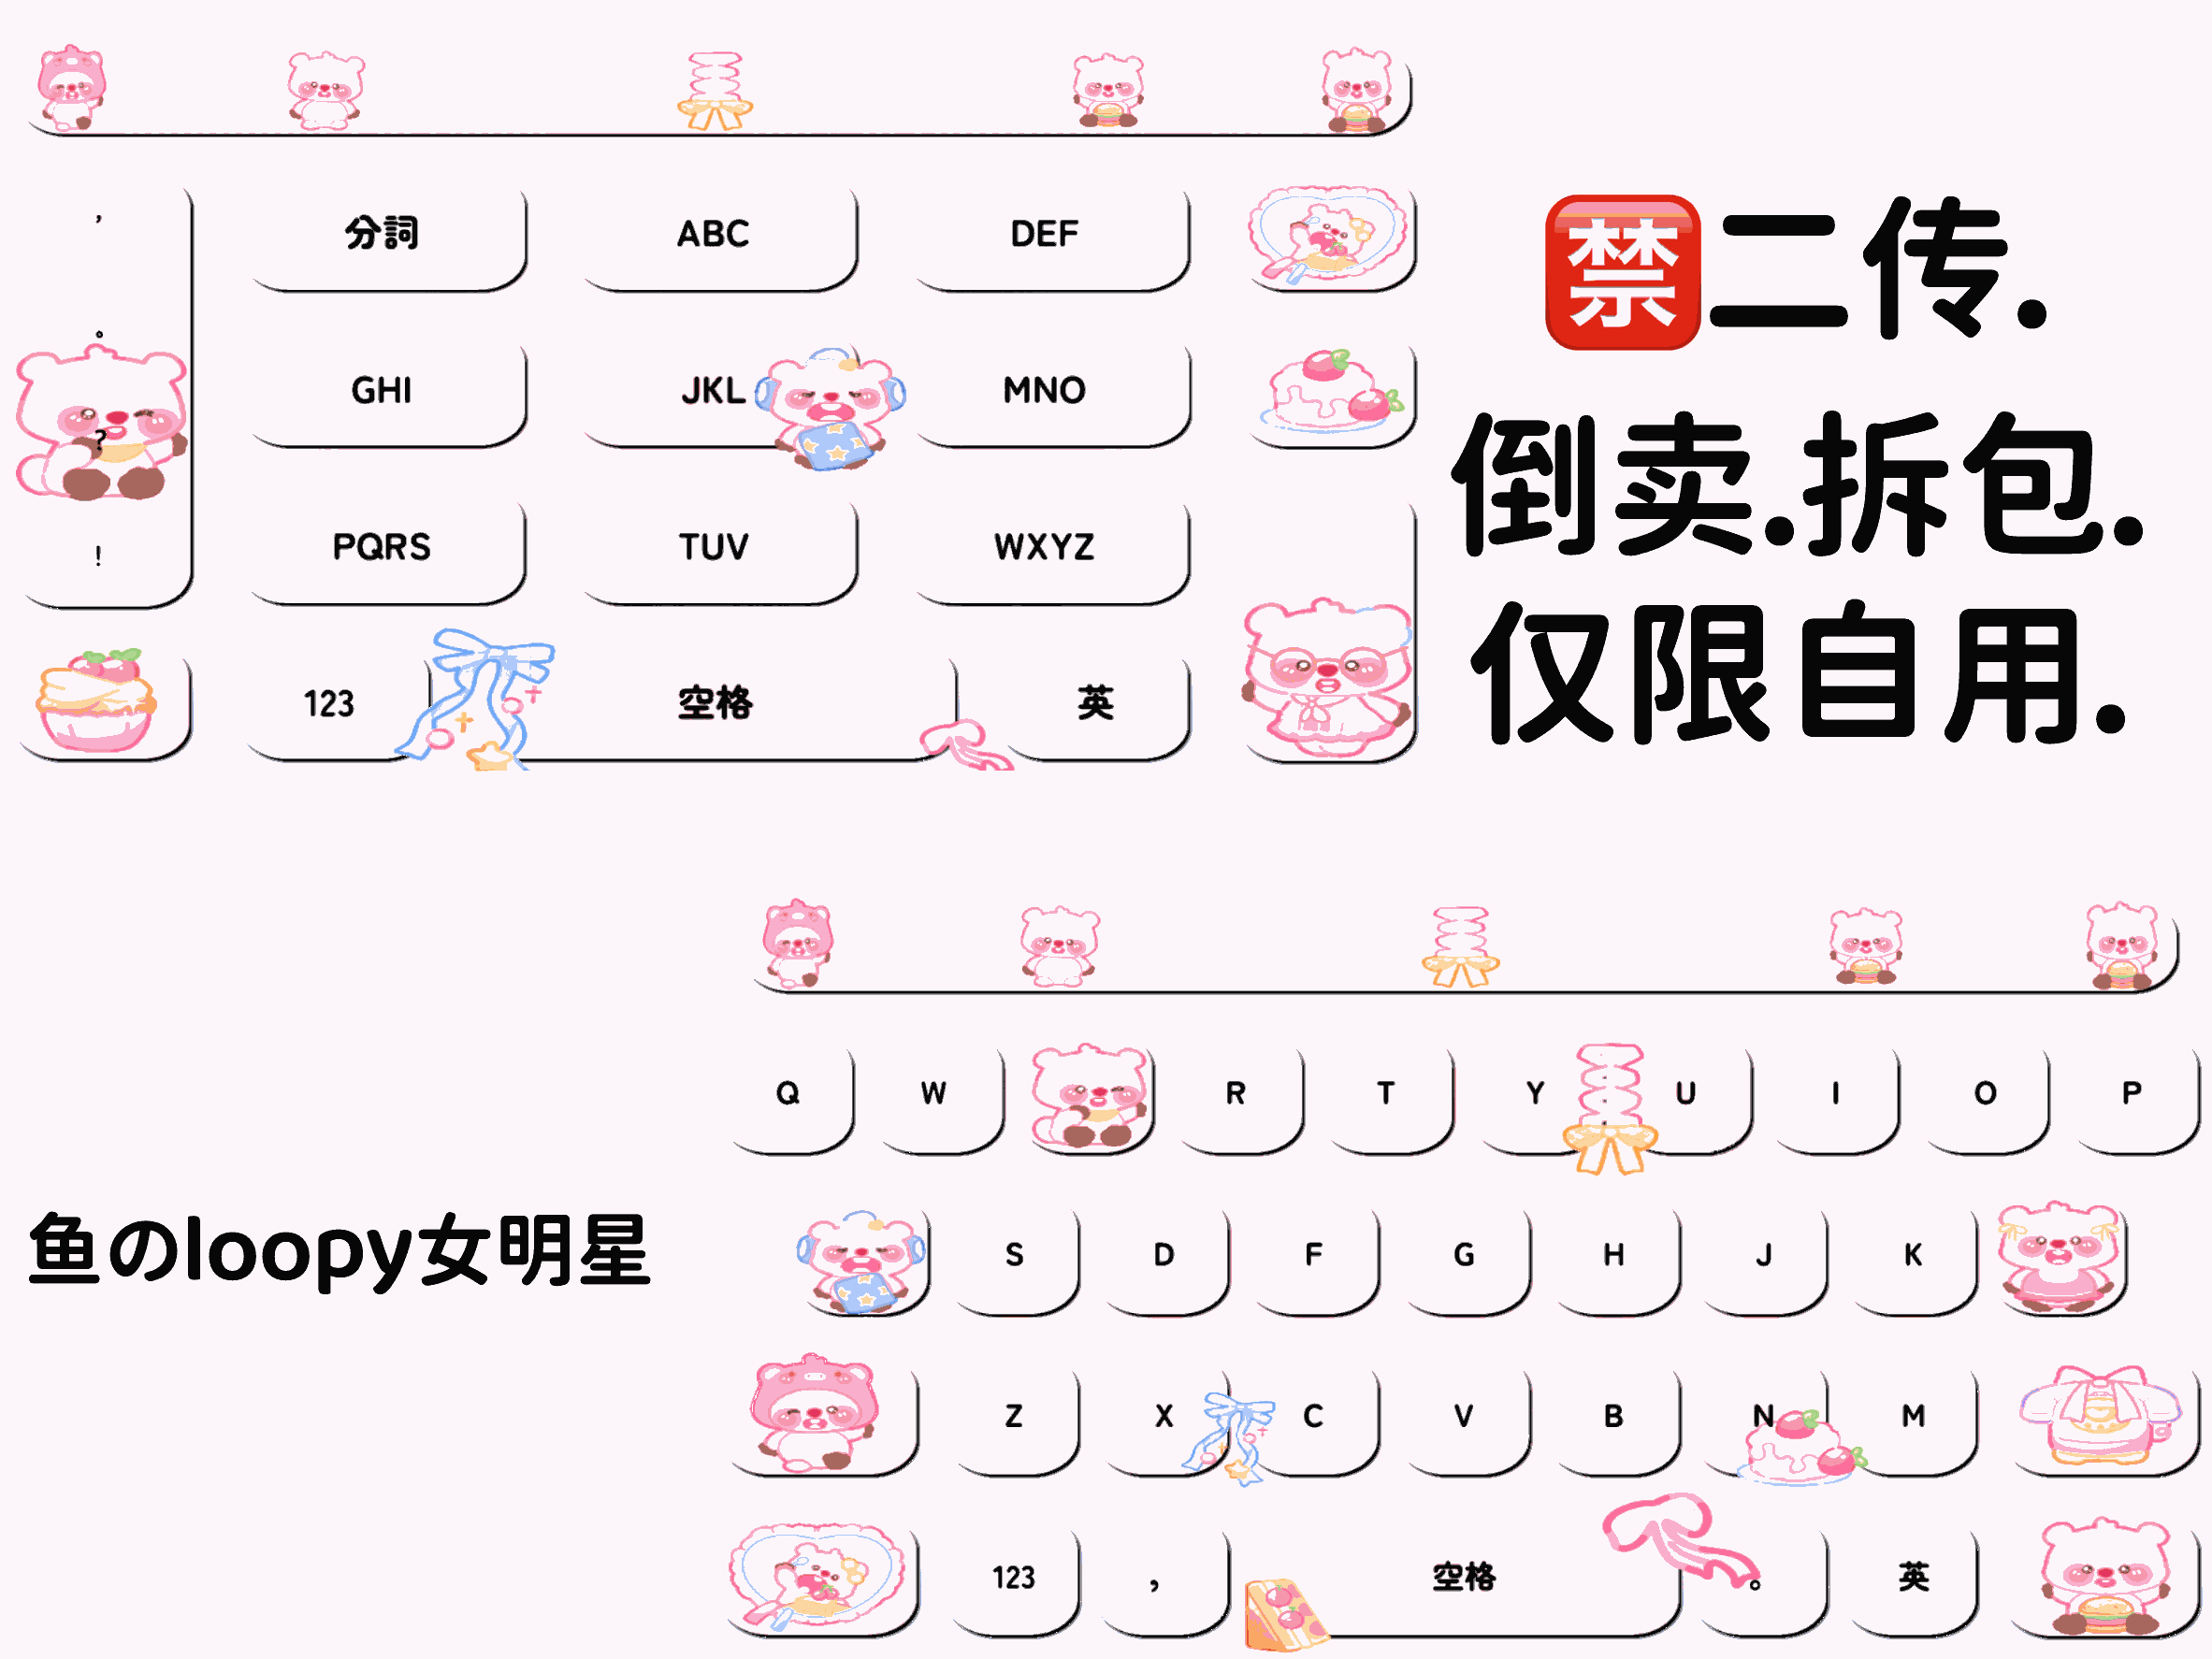 ，
分詞 ABC DEF
。
GHI JKL MNO
?
PQRS TUV WXYZ
!
123 空格 英
🈲二传.
倒卖.拆包.
仅限自用.
Q W R T Y U I O P
鱼のloopy女明星
S D F G H J K
Z X C V B N M
123 ， 空格 。 英